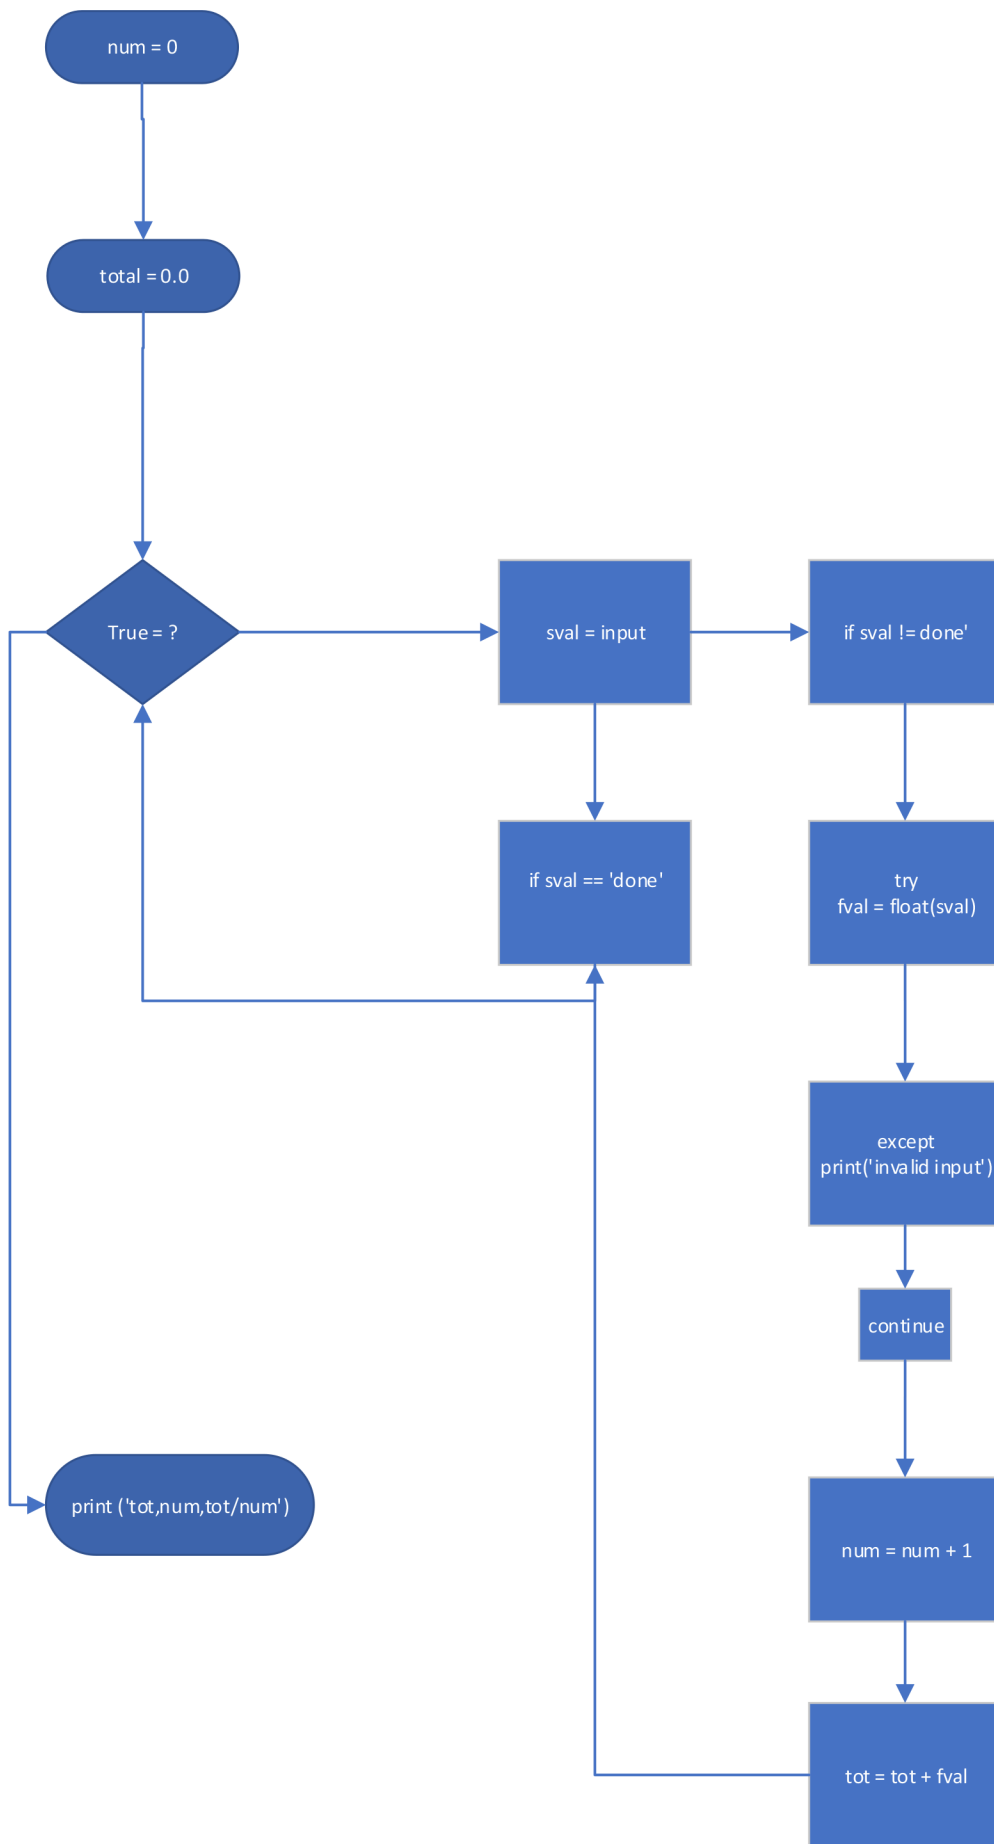 num = 0
total = 0.0
True = ?
sval = input
if sval != done'
if sval == 'done'
try
fval = float(sval)
except
print('invalid input')
continue
print ('tot,num,tot/num')
num = num + 1
tot = tot + fval